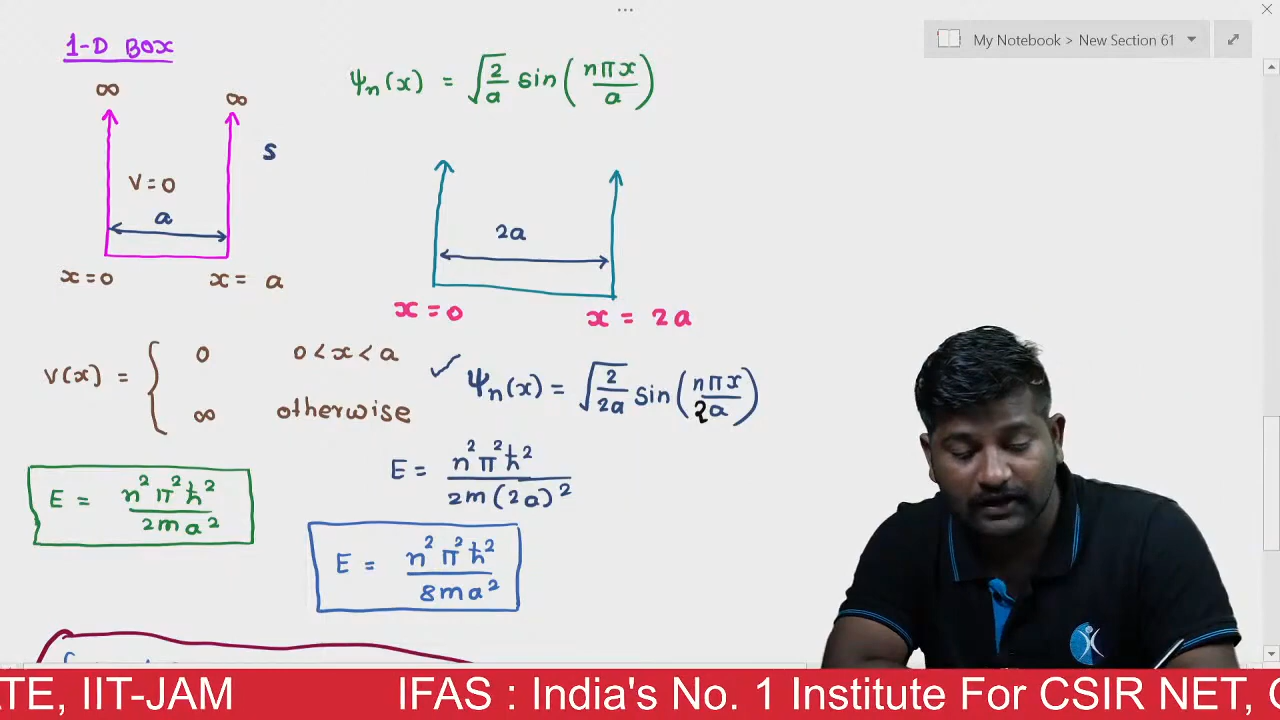 1-D BOX
∞ ∞
V=0
a
x=0 x= a
s
ψn(x) = √2/a sin(nπx/a)
2a
x=0 x = 2a
V(x) = { 0 0<x<a
∞ otherwise
✓ ψn(x) = √2/2a sin(nπx/2a)
E = n²π²ℏ²/2m(2a)²
E = n²π²ℏ²/2ma²
E = n²π²ℏ²/8ma²
My Notebook > New Section 61
ATE, IIT-JAM IFAS : India's No. 1 Institute For CSIR NET, G